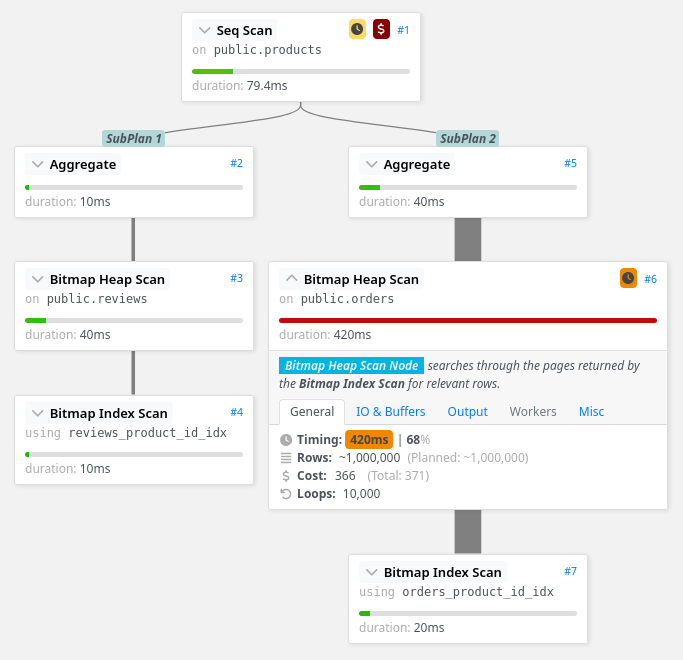 Seq Scan $ #1
on public.products
duration: 79.4ms
SubPlan 1
SubPlan 2
Aggregate #2
duration: 10ms
Aggregate #5
duration: 40ms
Bitmap Heap Scan #3
on public.reviews
duration: 40ms
Bitmap Heap Scan #6
on public.orders
duration: 420ms
Bitmap Heap Scan Node searches through the pages returned by
the Bitmap Index Scan for relevant rows.
General IO & Buffers Output Workers Misc
Timing: 420ms | 68%
Rows: ~1,000,000 (Planned: ~1,000,000)
$ Cost: 366 (Total: 371)
Loops: 10,000
Bitmap Index Scan #4
using reviews_product_id_idx
duration: 10ms
Bitmap Index Scan #7
using orders_product_id_idx
duration: 20ms